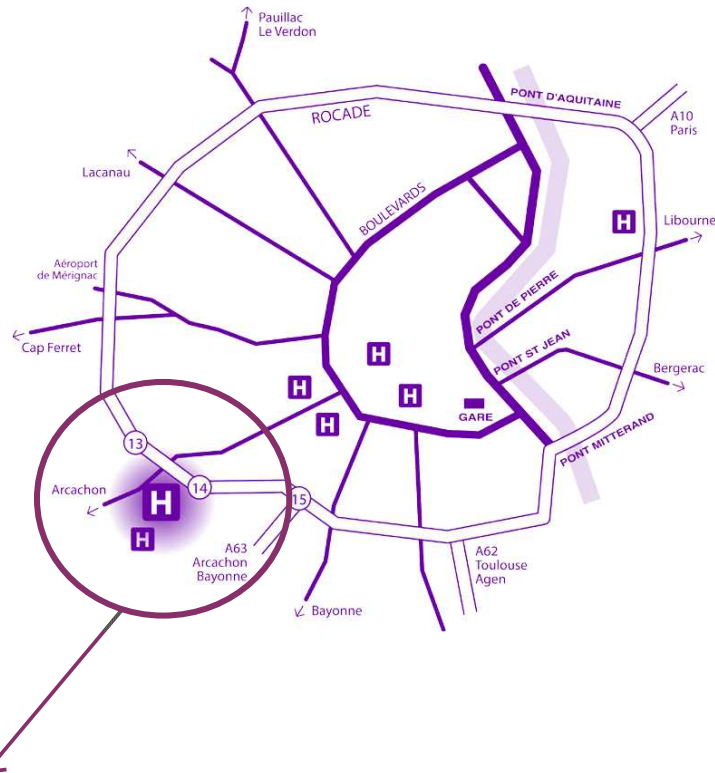 Pauillac
Le Verdon
PONT D'AQUITAINE
ROCADE
A10
Paris
Lacanau
BOULEVARDS
H
Libourne
Aéroport
de Mérignac
PONT DE PIERRE
Cap Ferret
PONT ST JEAN
H
Bergerac
H
H
GARE
H
PONT MITTERAND
13
Arcachon
14
H
15
H
A63
Arcachon
Bayonne
A62
Toulouse
Agen
Bayonne